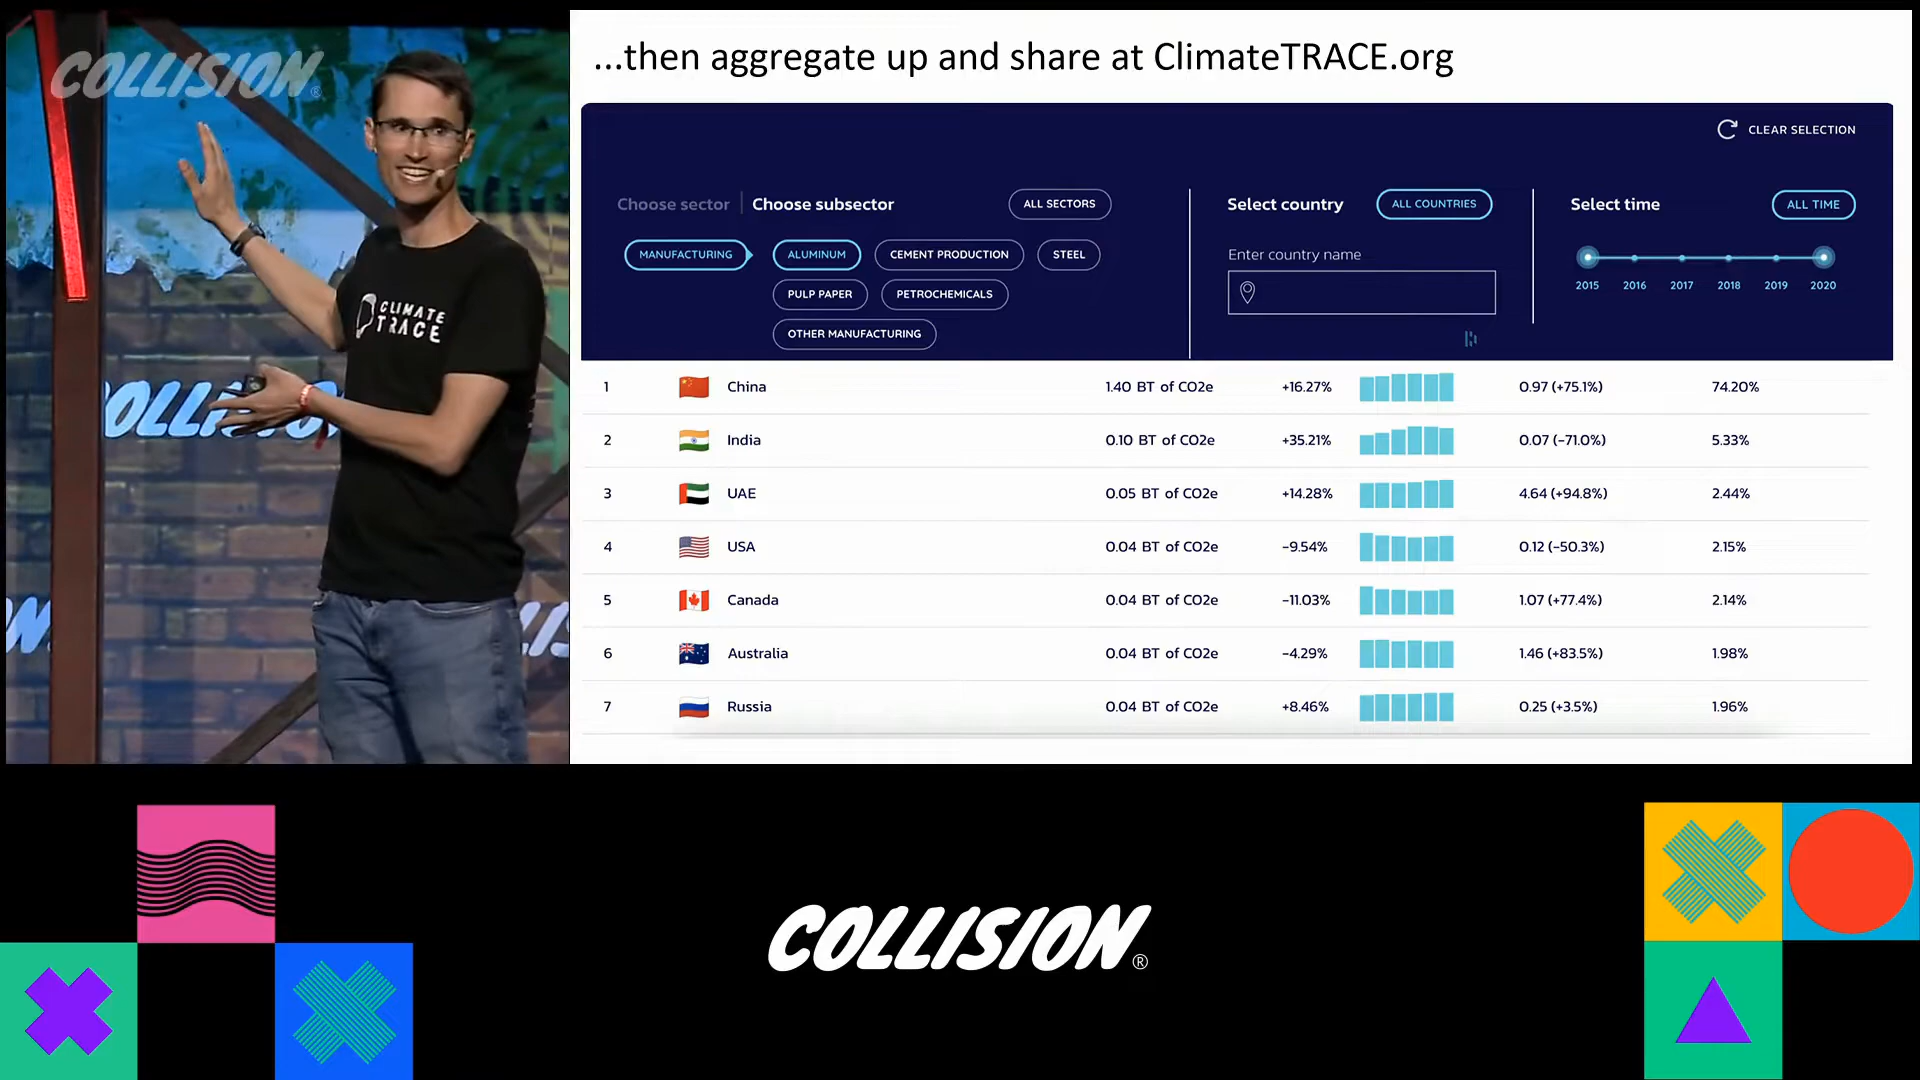 COLLISION®
CLIMATE
TRACE
OLLISIO
...then aggregate up and share at ClimateTRACE.org
CLEAR SELECTION
Choose sector | Choose subsector
ALL SECTORS
MANUFACTURING
ALUMINUM
CEMENT PRODUCTION
STEEL
PULP PAPER
PETROCHEMICALS
OTHER MANUFACTURING
Select country
ALL COUNTRIES
Enter country name
Select time
ALL TIME
2015 2016 2017 2018 2019 2020
1 China 1.40 BT of CO2e +16.27% 0.97 (+75.1%) 74.20%
2 India 0.10 BT of CO2e +35.21% 0.07 (-71.0%) 5.33%
3 UAE 0.05 BT of CO2e +14.28% 4.64 (+94.8%) 2.44%
4 USA 0.04 BT of CO2e -9.54% 0.12 (-50.3%) 2.15%
5 Canada 0.04 BT of CO2e -11.03% 1.07 (+77.4%) 2.14%
6 Australia 0.04 BT of CO2e -4.29% 1.46 (+83.5%) 1.98%
7 Russia 0.04 BT of CO2e +8.46% 0.25 (+3.5%) 1.96%
COLLISION®